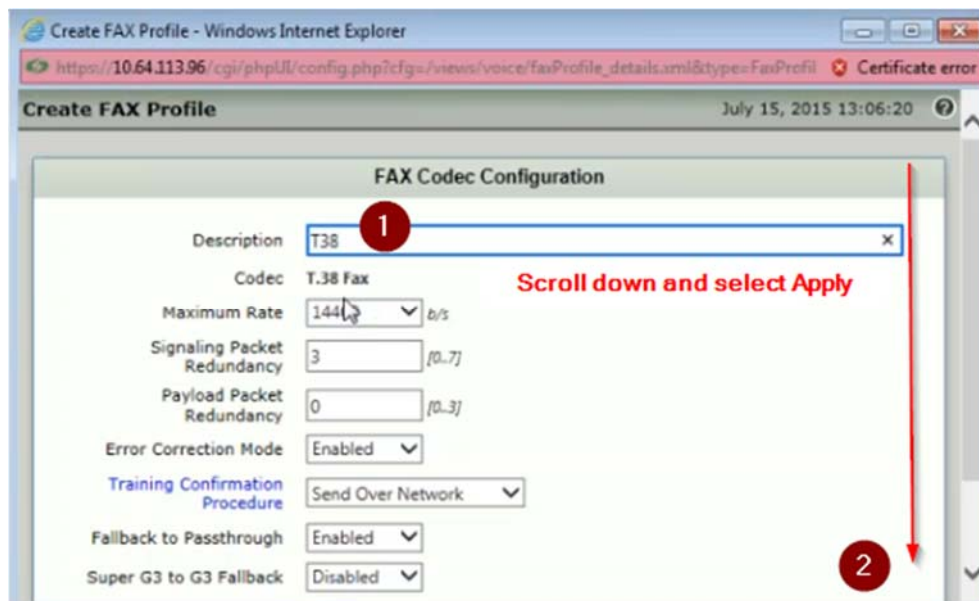 Create FAX Profile - Windows Internet Explorer
https://10.64.113.96/cgi/phpUI/config.php?cfg=/views/voice/faxProfile_details.xml&type=FaxProfil Certificate error
Create FAX Profile July 15, 2015 13:06:20
FAX Codec Configuration
Description T38
1
Codec T.38 Fax
Scroll down and select Apply
Maximum Rate b/s
Signaling Packet
Redundancy 3 [0..7]
Payload Packet
Redundancy 0 [0..3]
Error Correction Mode Enabled
Training Confirmation
Procedure Send Over Network
Fallback to Passthrough Enabled
Super G3 to G3 Fallback Disabled
2